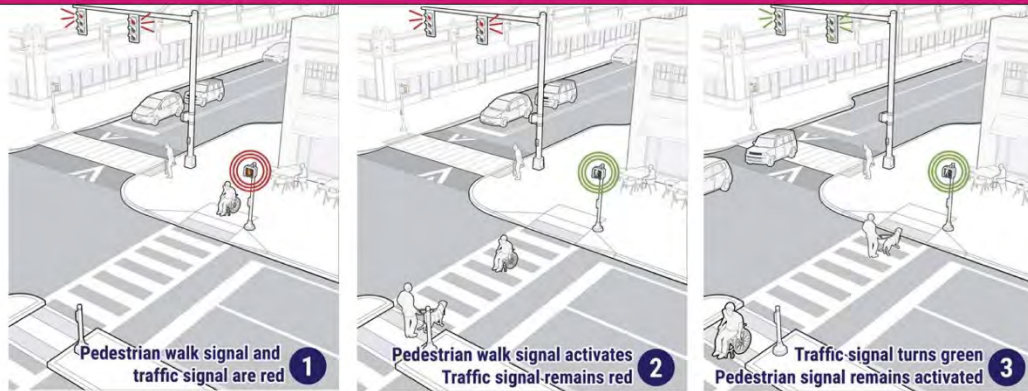 Pedestrian walk signal and
traffic signal are red
1
Pedestrian walk signal activates
Traffic signal remains red
2
Traffic signal turns green
Pedestrian signal remains activated
3